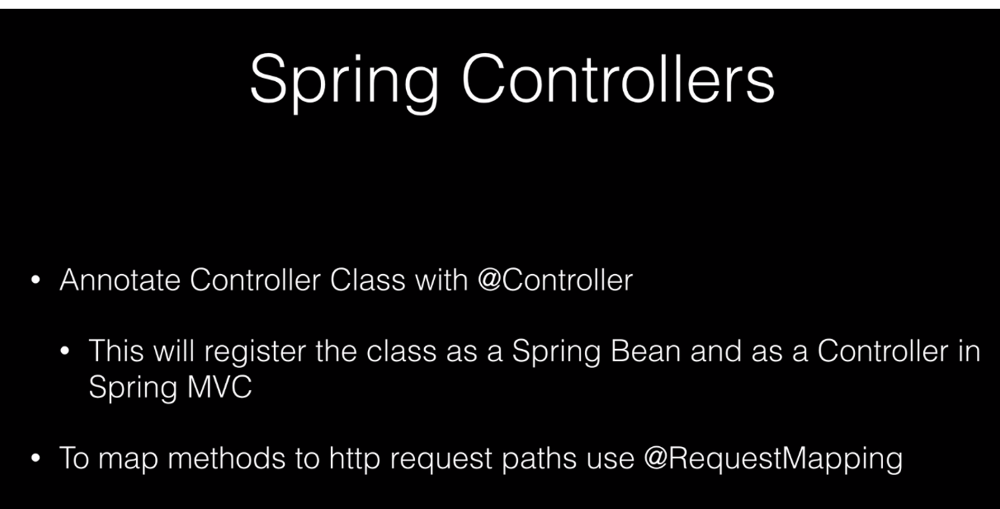 Spring Controllers
• Annotate Controller Class with @Controller
• This will register the class as a Spring Bean and as a Controller in
Spring MVC
• To map methods to http request paths use @RequestMapping